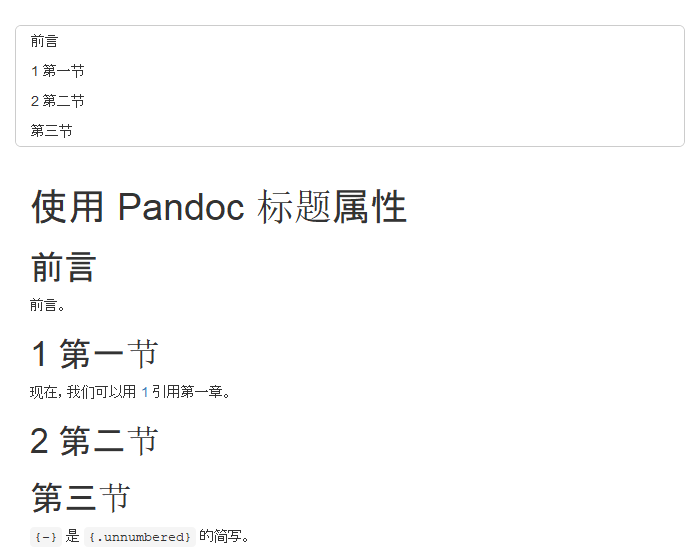 前言
1 第一节
2 第二节
第三节
使用 Pandoc 标题属性
前言
前言。
1 第一节
现在, 我们可以用 1 引用第一章。
2 第二节
第三节
{-} 是 {.unnumbered} 的简写。